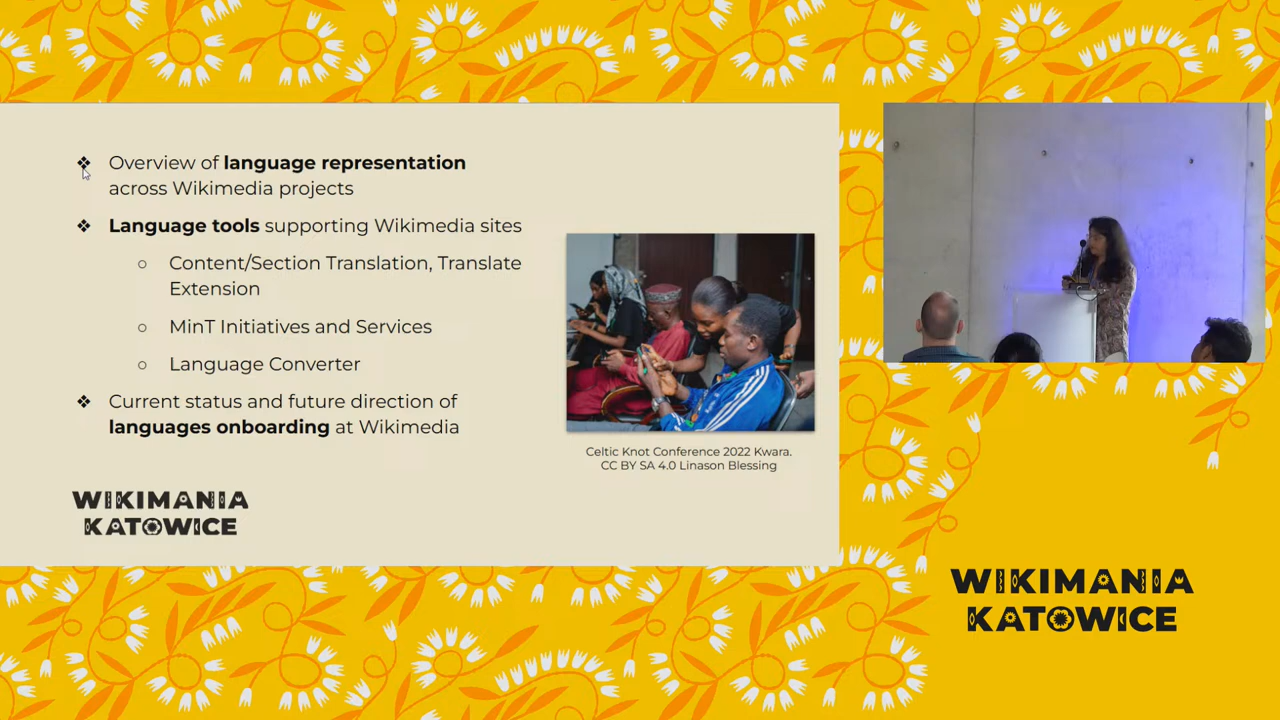 ❖ Overview of language representation
across Wikimedia projects
❖ Language tools supporting Wikimedia sites
○ Content/Section Translation, Translate
Extension
○ MinT Initiatives and Services
○ Language Converter
❖ Current status and future direction of
languages onboarding at Wikimedia
Celtic Knot Conference 2022 Kwara.
CC BY SA 4.0 Linason Blessing
WIKIMANIA
KATOWICE
WIKIMANIA
KATOWICE